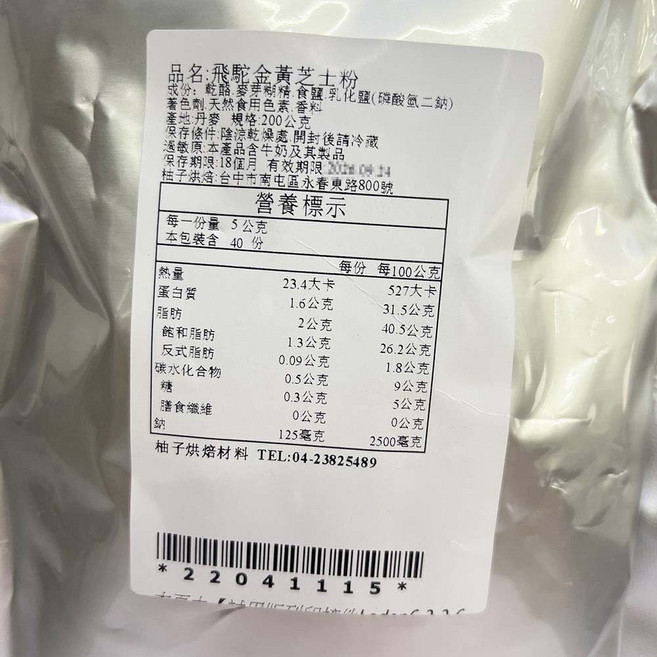 品名:飛駝金黃芝士粉
成份: 乾酪.麥芽糊精.食鹽.乳化鹽(磷酸氫二鈉)
著色劑.天然食用色素.香料
產地:丹麥 規格:200公克
保存條件:陰涼乾燥處.開封後請冷藏
過敏原:本產品含牛奶及其製品
保存期限:18個月 有效期限:2026.09.24
柚子烘焙:台中市南屯區永春東路800號
營養標示
每一份量 5 公克
本包裝含 40 份
每份 每100公克
熱量 23.4大卡 527大卡
蛋白質 1.6公克 31.5公克
脂肪 2公克 40.5公克
飽和脂肪 1.3公克 26.2公克
反式脂肪 0.09公克 1.8公克
碳水化合物 0.5公克 9公克
糖 0.3公克 5公克
膳食纖維 0公克 0公克
鈉 125毫克 2500毫克
柚子烘焙材料 TEL:04-23825489
*22041115*